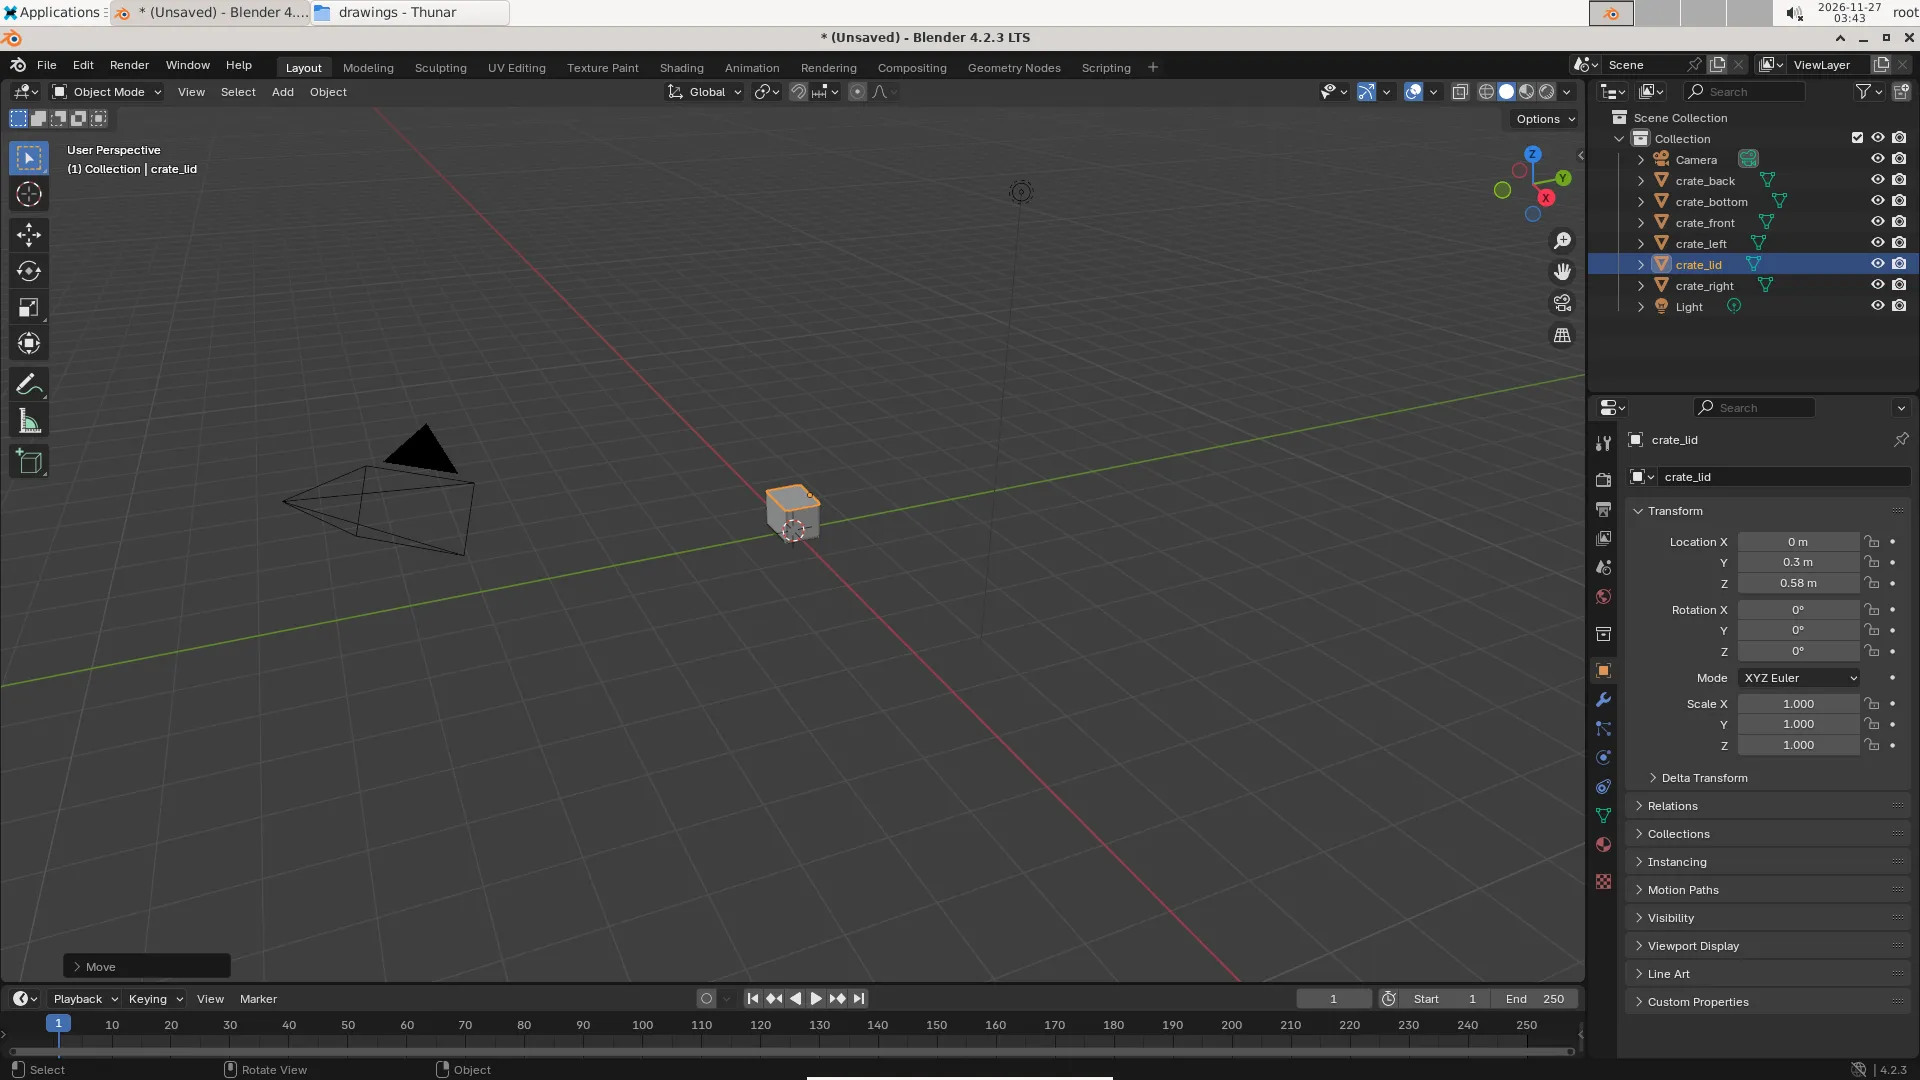 Applications
* (Unsaved) - Blender 4....
drawings - Thunar
2026-11-27
03:43
root
* (Unsaved) - Blender 4.2.3 LTS
File Edit Render Window Help
Layout Modeling Sculpting UV Editing Texture Paint Shading Animation Rendering Compositing Geometry Nodes Scripting
Scene
ViewLayer
Object Mode View Select Add Object
Global
Search
Options
User Perspective
(1) Collection | crate_lid
Z
Y
X
Scene Collection
Collection
Camera
crate_back
crate_bottom
crate_front
crate_left
crate_lid
crate_right
Light
Search
crate_lid
crate_lid
Transform
Location X 0 m
Y 0.3 m
Z 0.58 m
Rotation X 0°
Y 0°
Z 0°
Mode XYZ Euler
Scale X 1.000
Y 1.000
Z 1.000
Delta Transform
Relations
Collections
Instancing
Motion Paths
Visibility
Viewport Display
Line Art
Custom Properties
Move
Playback Keying View Marker
1
Start 1
End 250
1 10 20 30 40 50 60 70 80 90 100 110 120 130 140 150 160 170 180 190 200 210 220 230 240 250
Select
Rotate View
Object
4.2.3